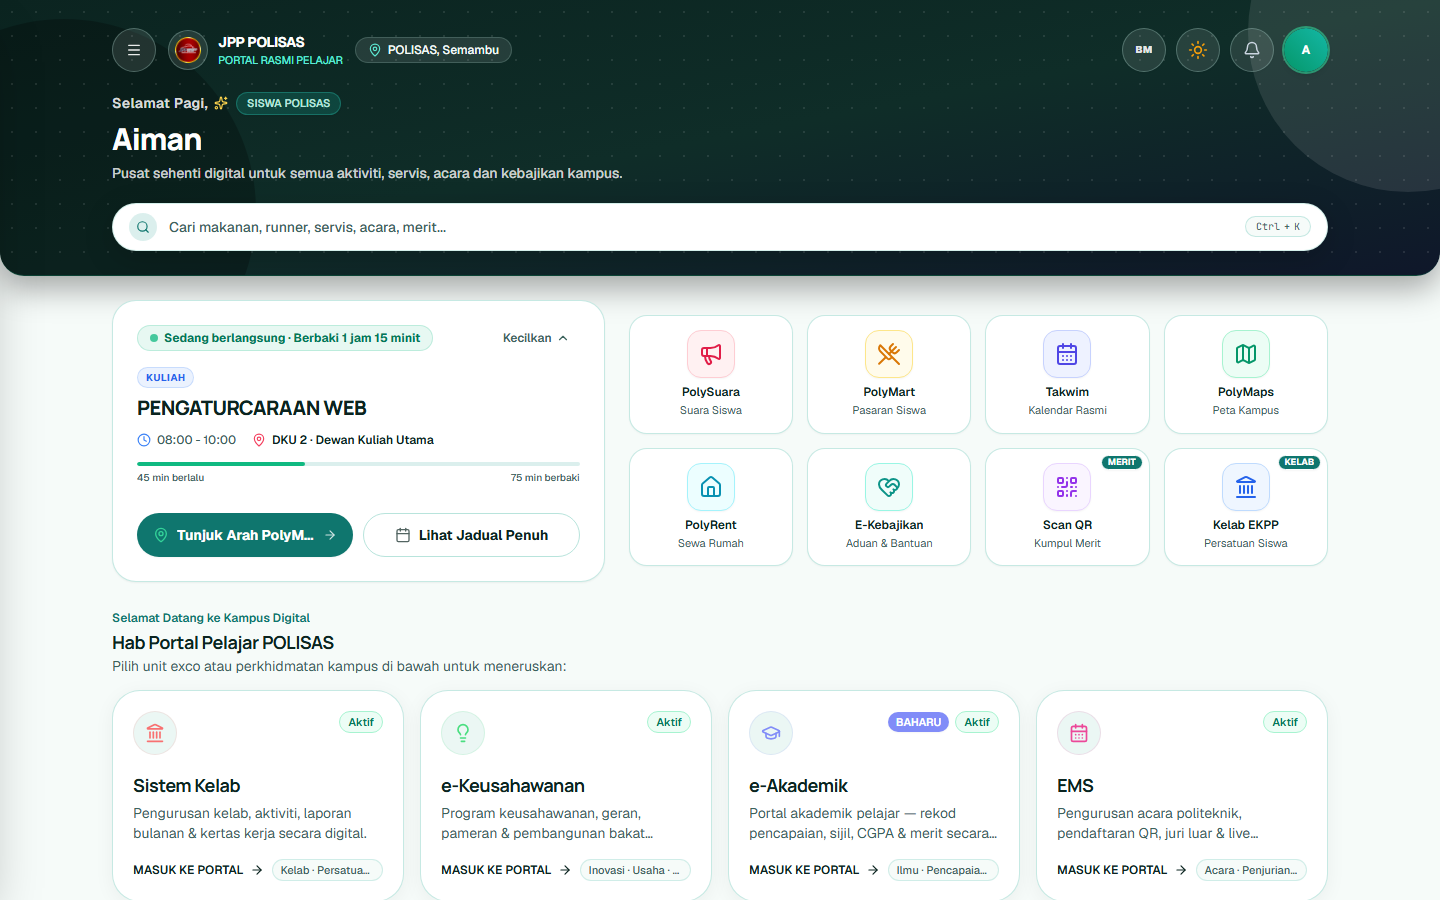 JPP POLISAS
PORTAL RASMI PELAJAR
POLISAS, Semambu
BM
A
Selamat Pagi,
SISWA POLISAS
Aiman
Pusat sehenti digital untuk semua aktiviti, servis, acara dan kebajikan kampus.
Cari makanan, runner, servis, acara, merit...
Ctrl + K
Sedang berlangsung · Berbaki 1 jam 15 minit
Kecilkan
KULIAH
PENGATURCARAAN WEB
08:00 - 10:00
DKU 2 · Dewan Kuliah Utama
45 min berlalu
75 min berbaki
Tunjuk Arah PolyM...
Lihat Jadual Penuh
PolySuara
Suara Siswa
PolyMart
Pasaran Siswa
Takwim
Kalendar Rasmi
PolyMaps
Peta Kampus
PolyRent
Sewa Rumah
E-Kebajikan
Aduan & Bantuan
MERIT
Scan QR
Kumpul Merit
KELAB
Kelab EKPP
Persatuan Siswa
Selamat Datang ke Kampus Digital
Hab Portal Pelajar POLISAS
Pilih unit exco atau perkhidmatan kampus di bawah untuk meneruskan:
Aktif
Sistem Kelab
Pengurusan kelab, aktiviti, laporan
bulanan & kertas kerja secara digital.
MASUK KE PORTAL
Kelab · Persatua...
Aktif
e-Keusahawanan
Program keusahawanan, geran,
pameran & pembangunan bakat...
MASUK KE PORTAL
Inovasi · Usaha · ...
BAHARU
Aktif
e-Akademik
Portal akademik pelajar — rekod
pencapaian, sijil, CGPA & merit secara...
MASUK KE PORTAL
Ilmu · Pencapaia...
Aktif
EMS
Pengurusan acara politeknik,
pendaftaran QR, juri luar & live...
MASUK KE PORTAL
Acara · Penjurian...